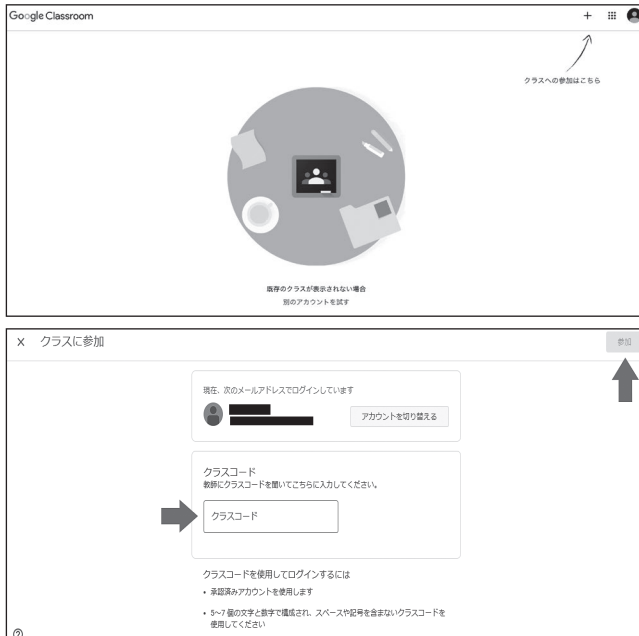 Google Classroom
クラスへの参加はこちら
既存のクラスが表示されない場合
別のアカウントを試す
× クラスに参加
参加
現在、次のメールアドレスでログインしています
アカウントを切り替える
クラスコード
教師にクラスコードを聞いてこちらに入力してください。
クラスコード
クラスコードを使用してログインするには
• 承認済みアカウントを使用します
• 5~7 個の文字と数字で構成され、スペースや記号を含まないクラスコードを
使用してください